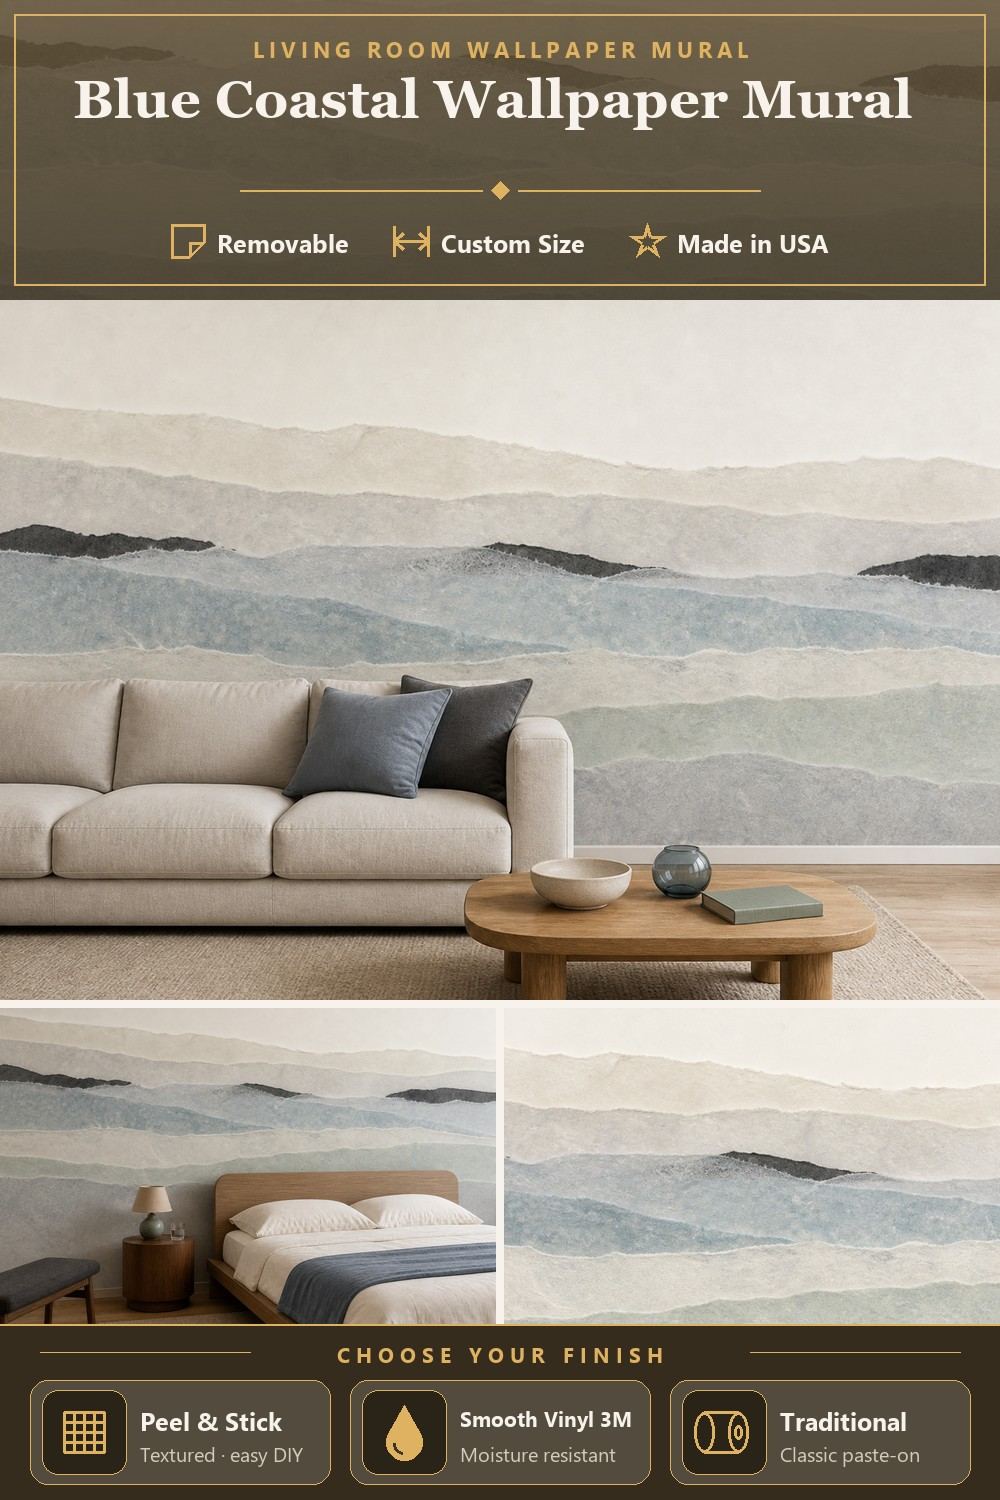 LIVING ROOM WALLPAPER MURAL
Blue Coastal Wallpaper Mural
Removable
Custom Size
Made in USA
CHOOSE YOUR FINISH
Peel & Stick
Textured · easy DIY
Smooth Vinyl 3M
Moisture resistant
Traditional
Classic paste-on